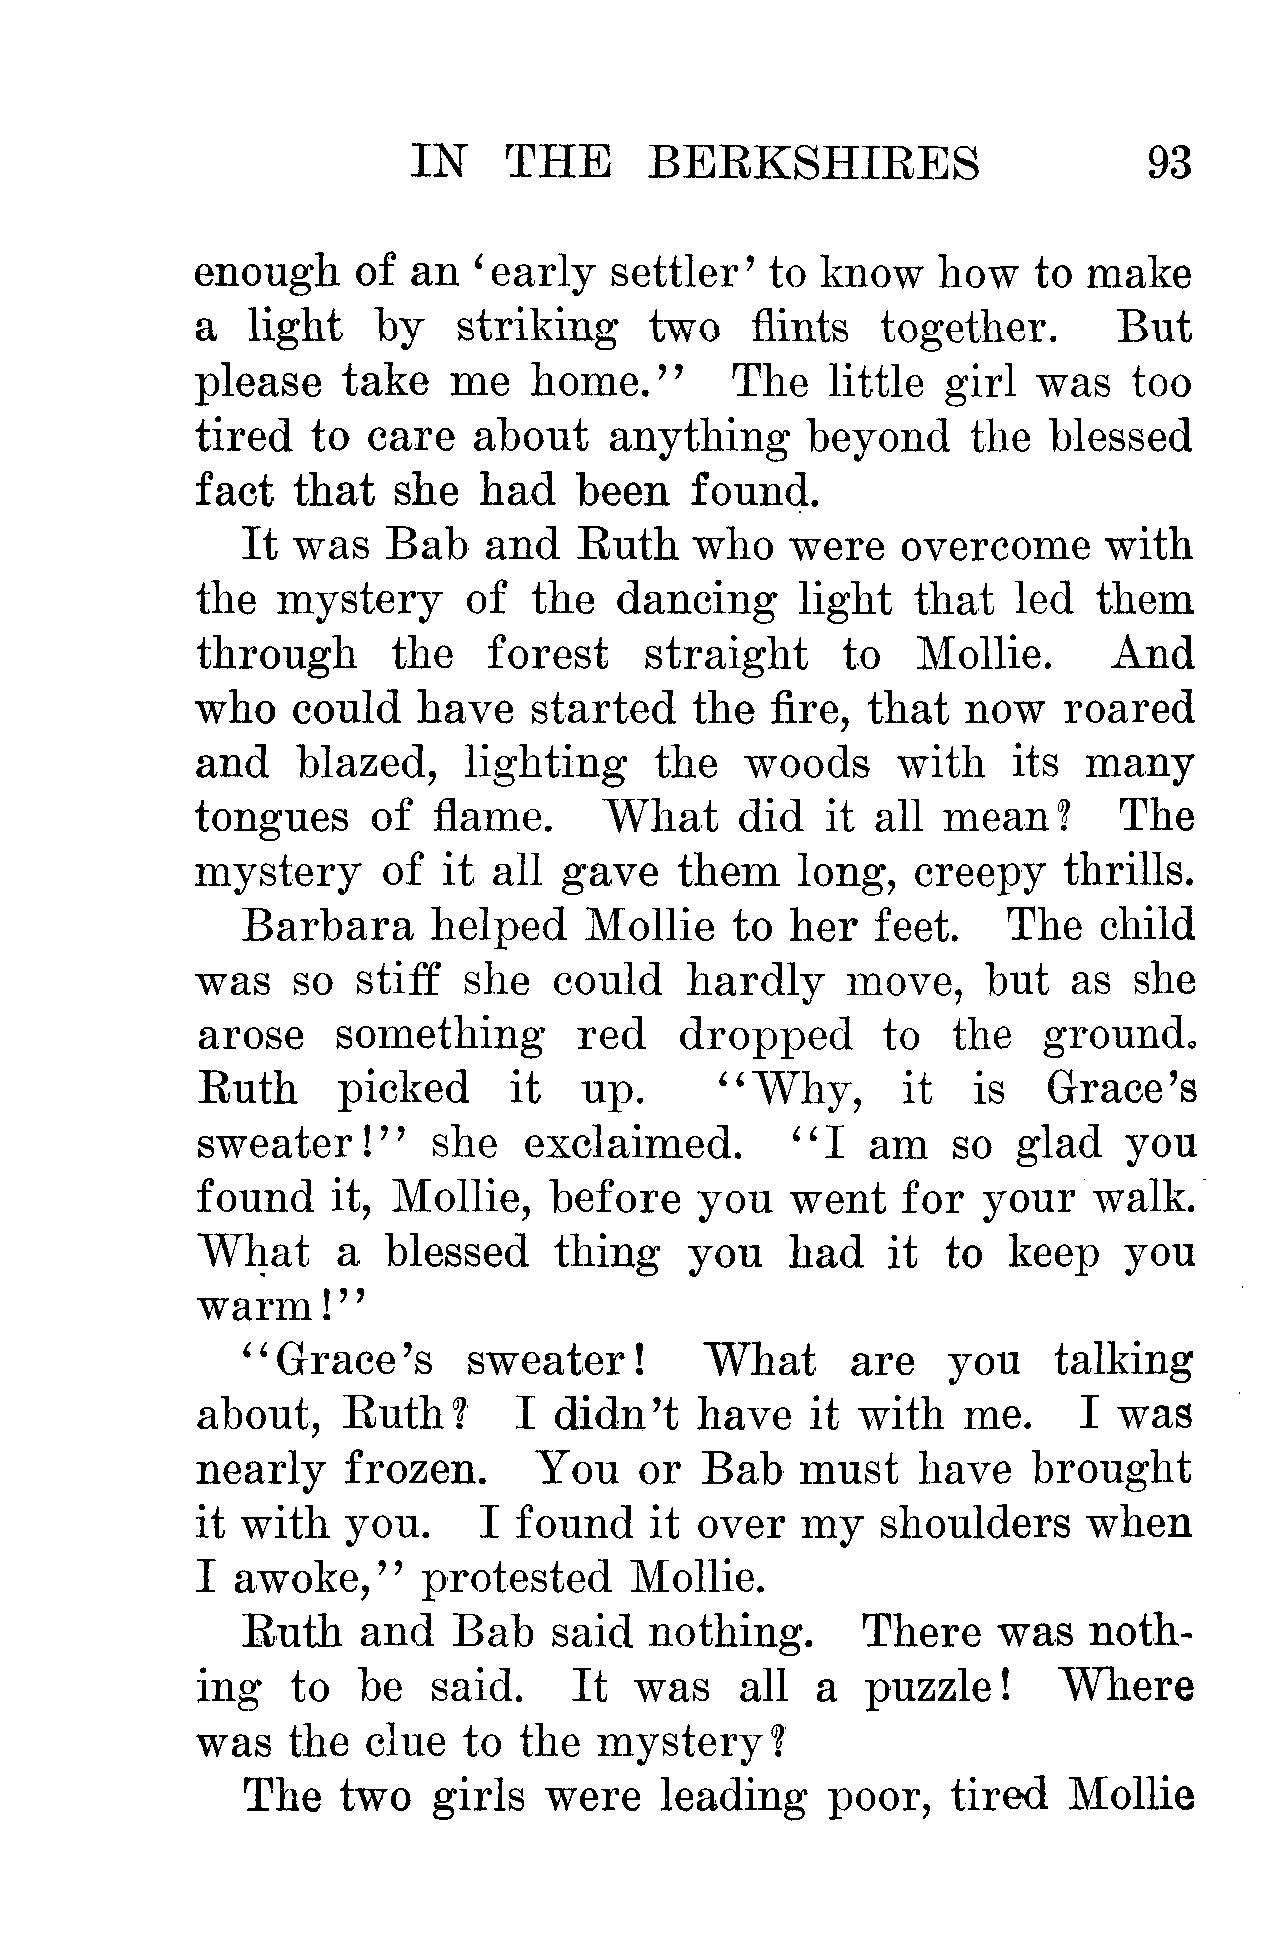 IN THE BERKSHIRES 93
enough of an ‘early settler’ to know how to make
a light by striking two flints together. But
please take me home.’’ The little girl was too
tired to care about anything beyond the blessed
fact that she had been found.
It was Bab and Ruth who were overcome with
the mystery of the dancing light that led them
through the forest straight to Mollie. And
who could have started the fire, that now roared
and blazed, lighting the woods with its many
tongues of flame. What did it all mean? The
mystery of it all gave them long, creepy thrills.
Barbara helped Mollie to her feet. The child
was so stiff she could hardly move, but as she
arose something red dropped to the ground.
Ruth picked it up. ‘‘Why, it is Grace’s
sweater!’’ she exclaimed. ‘‘I am so glad you
found it, Mollie, before you went for your walk.
What a blessed thing you had it to keep you
warm!’’
‘‘Grace’s sweater! What are you talking
about, Ruth? I didn’t have it with me. I was
nearly frozen. You or Bab must have brought
it with you. I found it over my shoulders when
I awoke,’’ protested Mollie.
Ruth and Bab said nothing. There was noth-
ing to be said. It was all a puzzle! Where
was the clue to the mystery?
The two girls were leading poor, tired Mollie